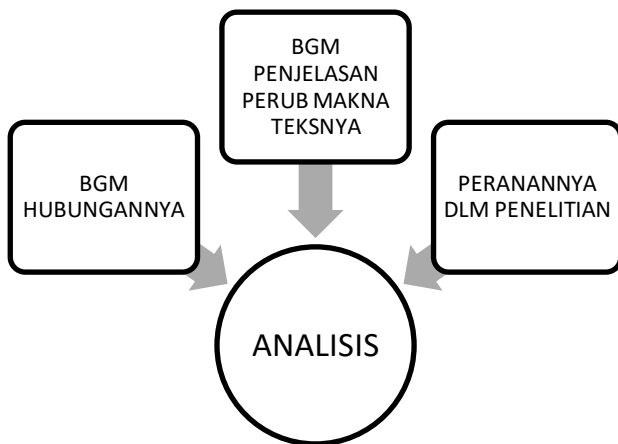 BGM
HUBUNGANNYA
BGM
PENJELASAN
PERUB MAKNA
TEKSNYA
PERANANNYA
DLM PENELITIAN
ANALISIS